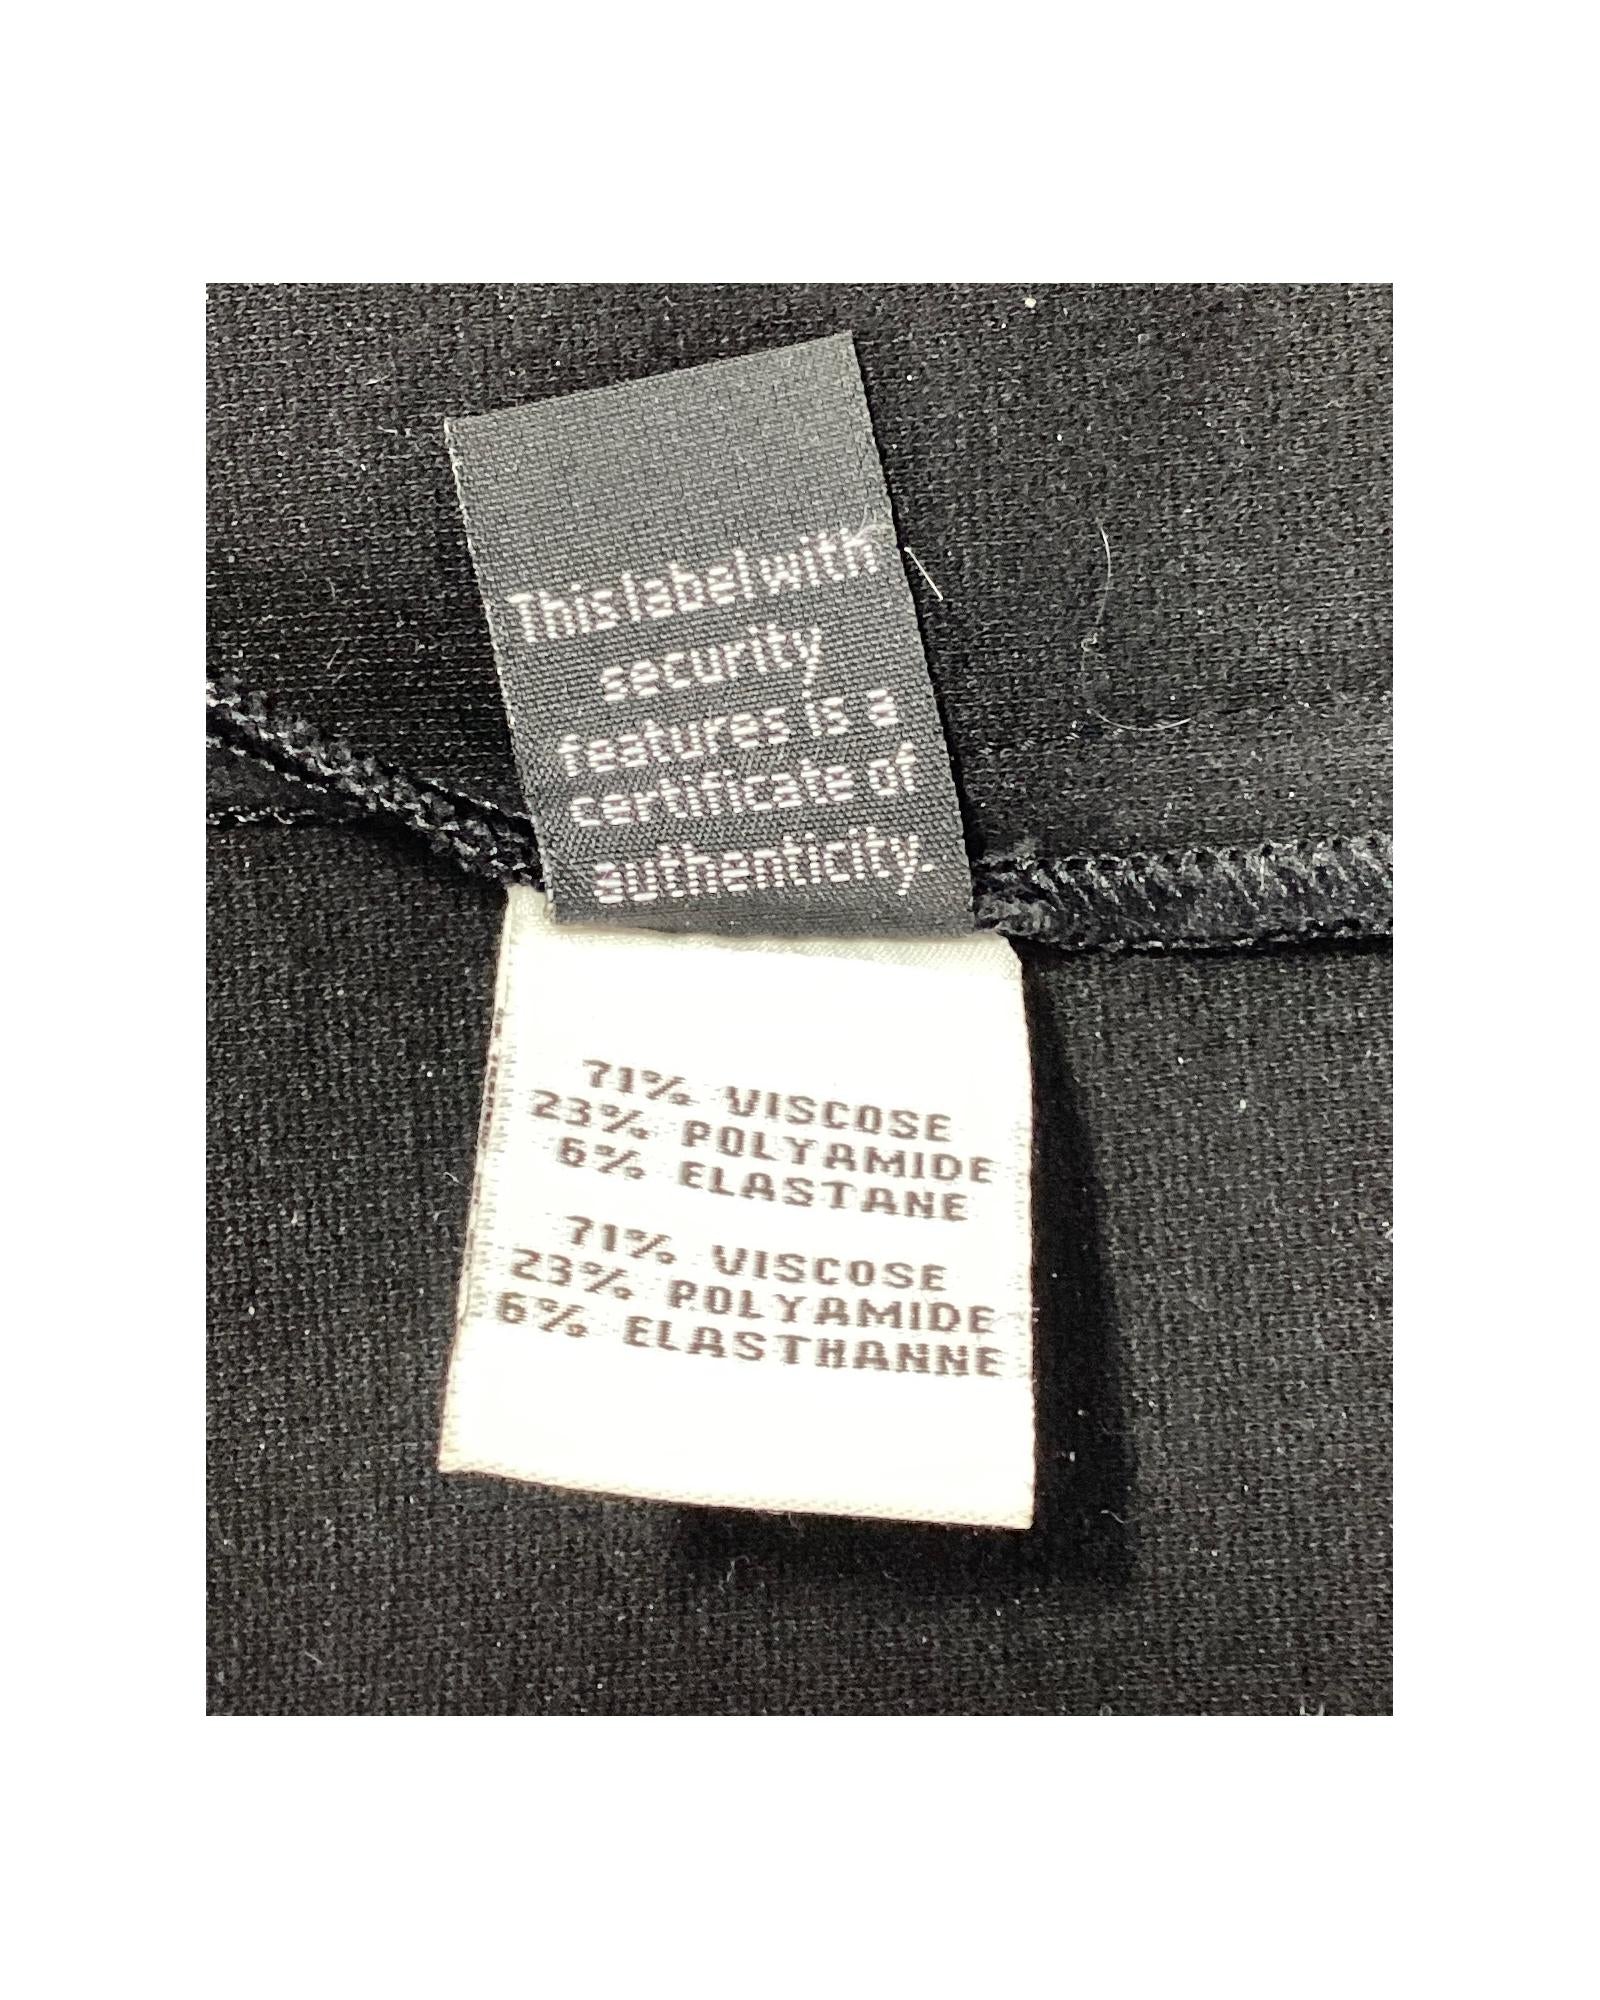 This label with
security
features is a
certificate of
authenticity.
71% VISCOSE
23% POLYAMIDE
6% ELASTANE
71% VISCOSE
23% POLYAMIDE
6% ELASTHANNE